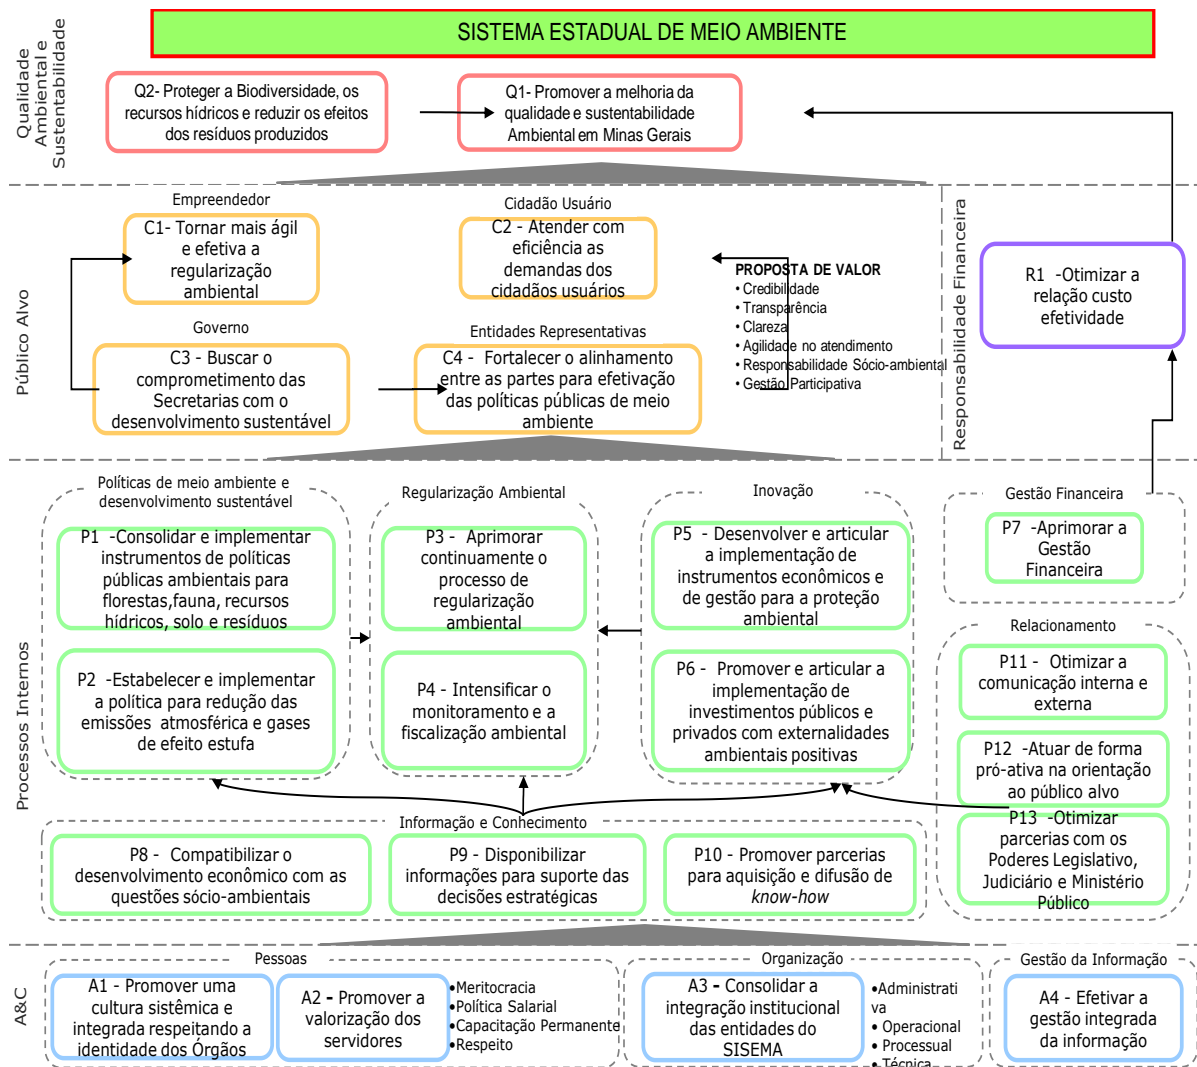 SISTEMA ESTADUAL DE MEIO AMBIENTE
Qualidade
Ambiental e
Sustentabilidade
Q2- Proteger a Biodiversidade, os
recursos hídricos e reduzir os efeitos
dos resíduos produzidos
Q1- Promover a melhoria da
qualidade e sustentabilidade
Ambiental em Minas Gerais
Público Alvo
Empreendedor
C1- Tornar mais ágil
e efetiva a
regularização
ambiental
Cidadão Usuário
C2 - Atender com
eficiência as
demandas dos
cidadãos usuários
Governo
C3 - Buscar o
comprometimento das
Secretarias com o
desenvolvimento sustentável
Entidades Representativas
C4 - Fortalecer o alinhamento
entre as partes para efetivação
das políticas públicas de meio
ambiente
PROPOSTA DE VALOR
• Credibilidade
• Transparência
• Clareza
• Agilidade no atendimento
• Responsabilidade Sócio-ambiental
• Gestão Participativa
Responsabilidade Financeira
R1 -Otimizar a
relação custo
efetividade
Processos Internos
Políticas de meio ambiente e
desenvolvimento sustentável
P1 -Consolidar e implementar
instrumentos de políticas
públicas ambientais para
florestas,fauna, recursos
hídricos, solo e resíduos
P2 -Estabelecer e implementar
a política para redução das
emissões atmosférica e gases
de efeito estufa
Regularização Ambiental
P3 - Aprimorar
continuamente o
processo de
regularização
ambiental
P4 - Intensificar o
monitoramento e a
fiscalização ambiental
Inovação
P5 - Desenvolver e articular
a implementação de
instrumentos econômicos e
de gestão para a proteção
ambiental
P6 - Promover e articular a
implementação de
investimentos públicos e
privados com externalidades
ambientais positivas
Gestão Financeira
P7 -Aprimorar a
Gestão
Financeira
Relacionamento
P11 - Otimizar a
comunicação interna e
externa
P12 -Atuar de forma
pró-ativa na orientação
ao público alvo
P13 -Otimizar
parcerias com os
Poderes Legislativo,
Judiciário e Ministério
Público
Informação e Conhecimento
P8 - Compatibilizar o
desenvolvimento econômico com as
questões sócio-ambientais
P9 - Disponibilizar
informações para suporte das
decisões estratégicas
P10 - Promover parcerias
para aquisição e difusão de
know-how
A&C
Pessoas
A1 - Promover uma
cultura sistêmica e
integrada respeitando a
identidade dos Órgãos
A2 - Promover a
valorização dos
servidores
•Meritocracia
•Política Salarial
•Capacitação Permanente
•Respeito
Organização
A3 - Consolidar a
integração institucional
das entidades do
SISEMA
•Administrati
va
• Operacional
• Processual
• Técnica
Gestão da Informação
A4 - Efetivar a
gestão integrada
da informação